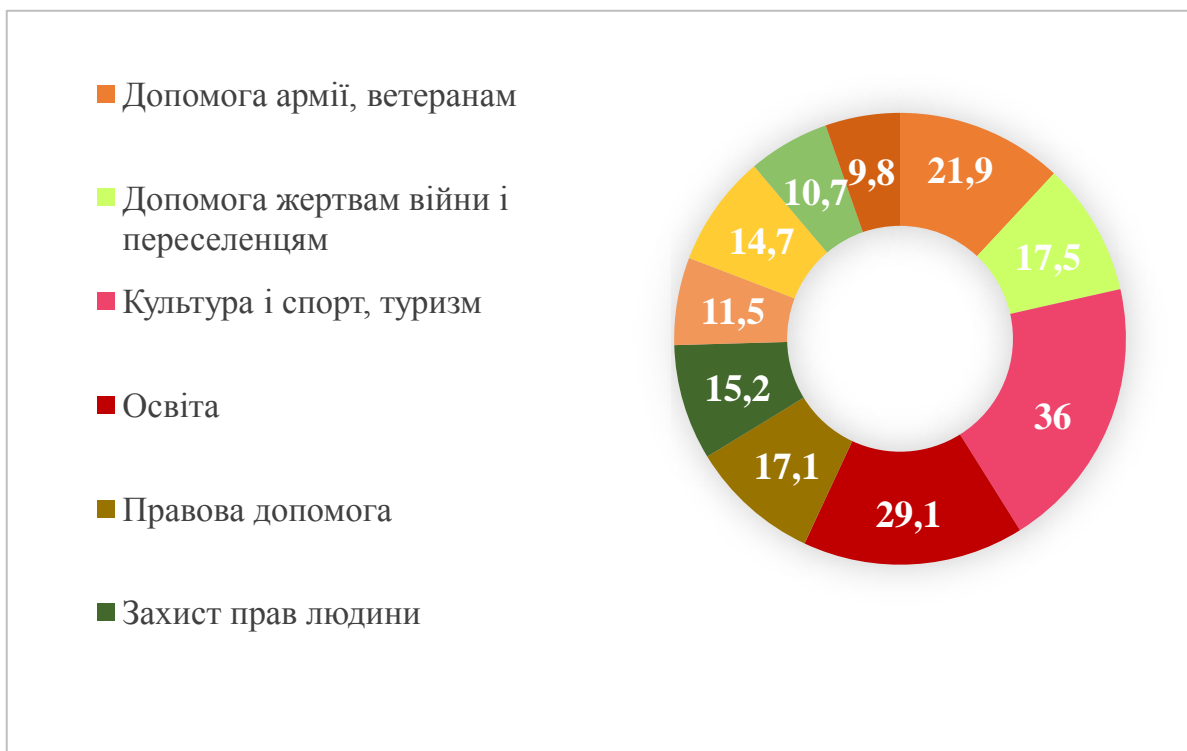 Допомога армії, ветеранам
Допомога жертвам війни і
переселенцям
Культура і спорт, туризм
Освіта
Правова допомога
Захист прав людини
21,9
17,5
36
29,1
17,1
15,2
11,5
14,7
10,7
9,8